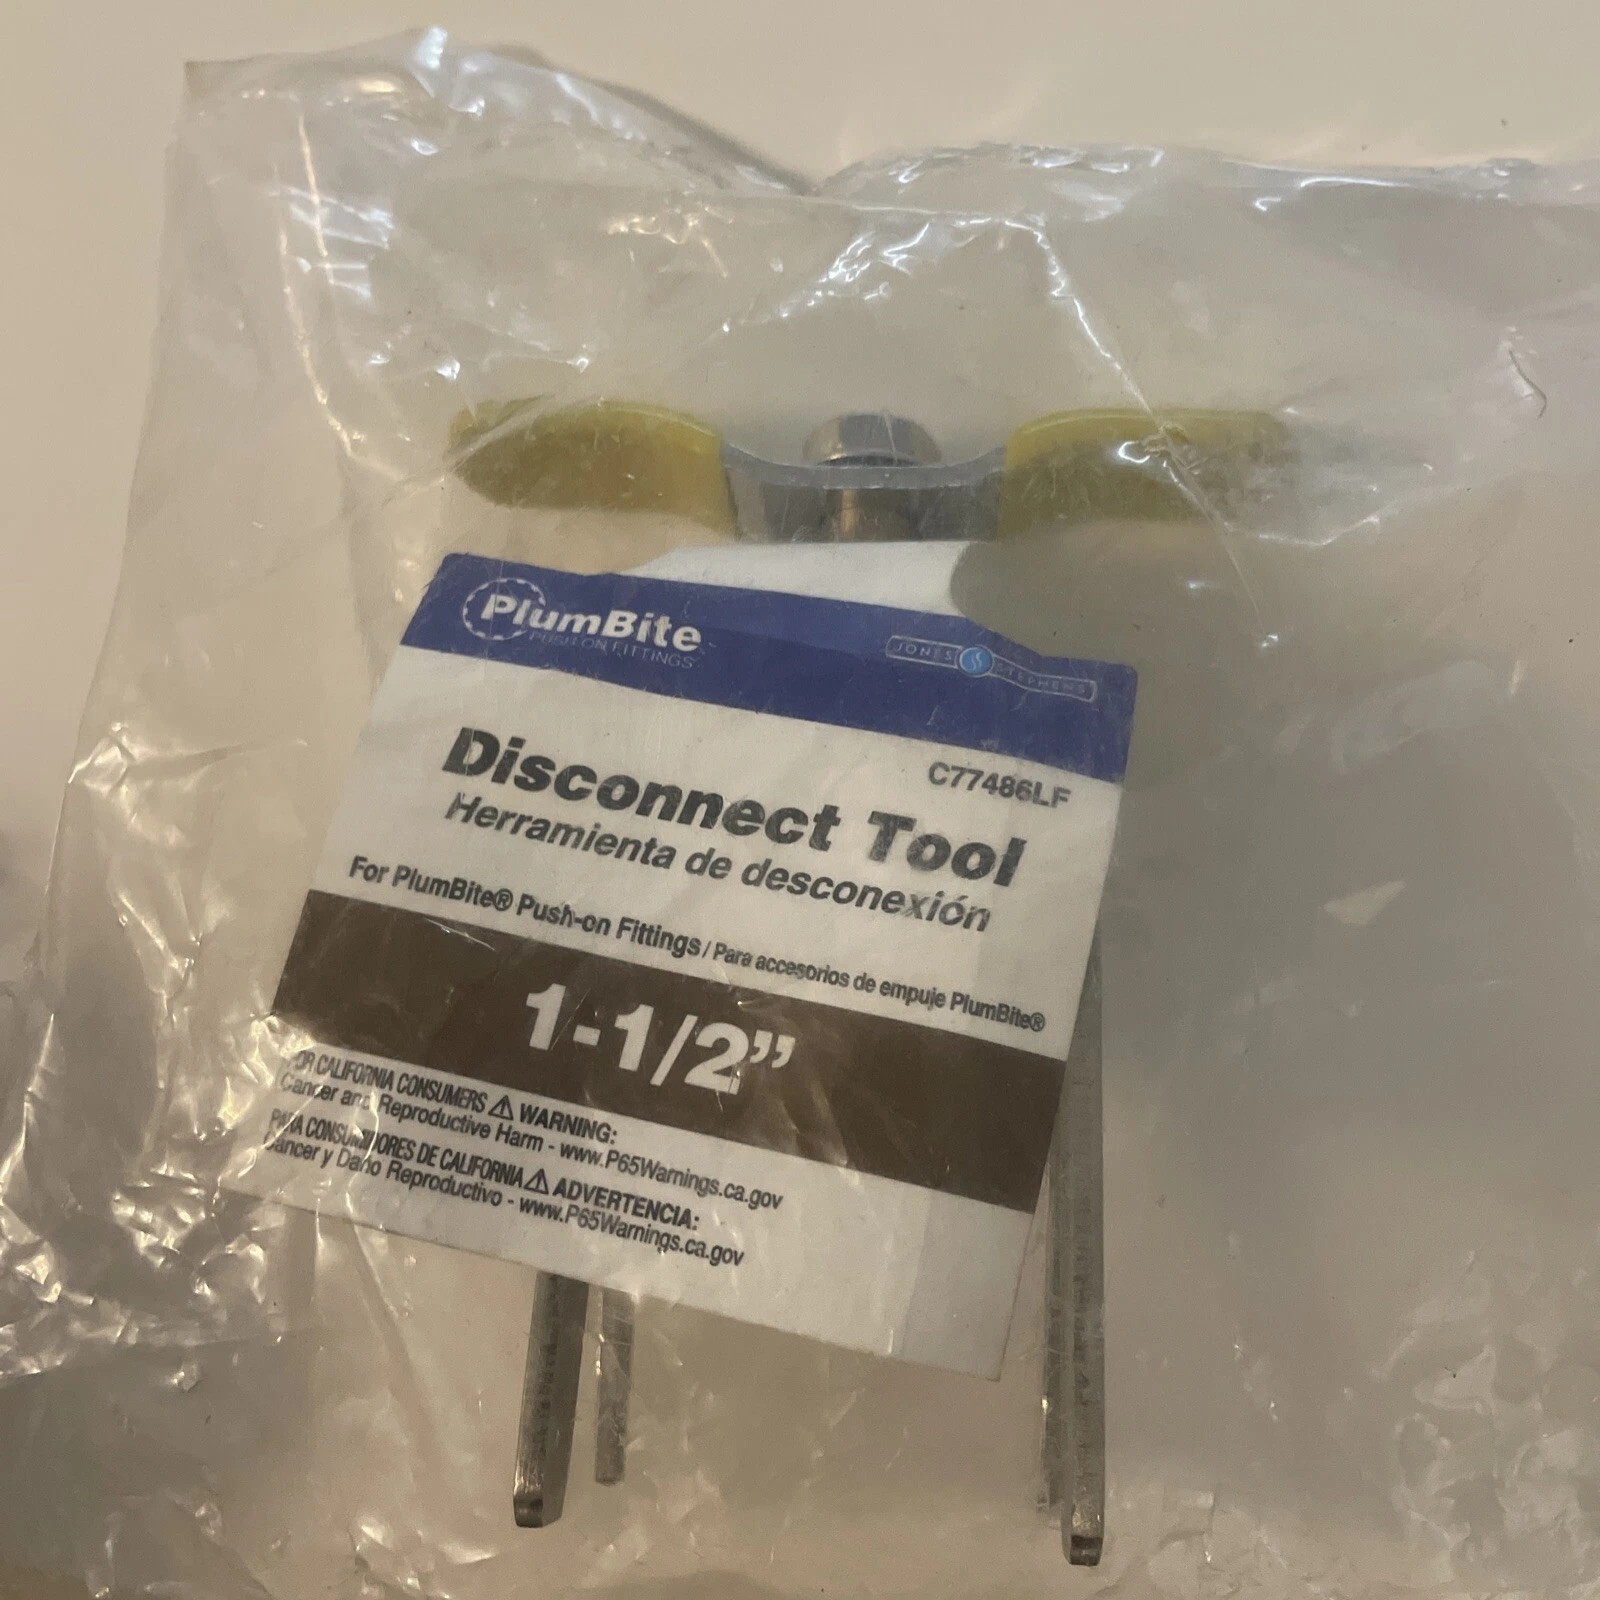 PlumBite
PUSH ON FITTINGS
JONES STEPHENS
C77486LF
Disconnect Tool
Herramienta de desconexión
For PlumBite® Push-on Fittings / Para accesorios de empuje PlumBite®
1-1/2”
FOR CALIFORNIA CONSUMERS ⚠ WARNING:
Cancer and Reproductive Harm - www.P65Warnings.ca.gov
PARA CONSUMIDORES DE CALIFORNIA ⚠ ADVERTENCIA:
Cancer y Daño Reproductivo - www.P65Warnings.ca.gov